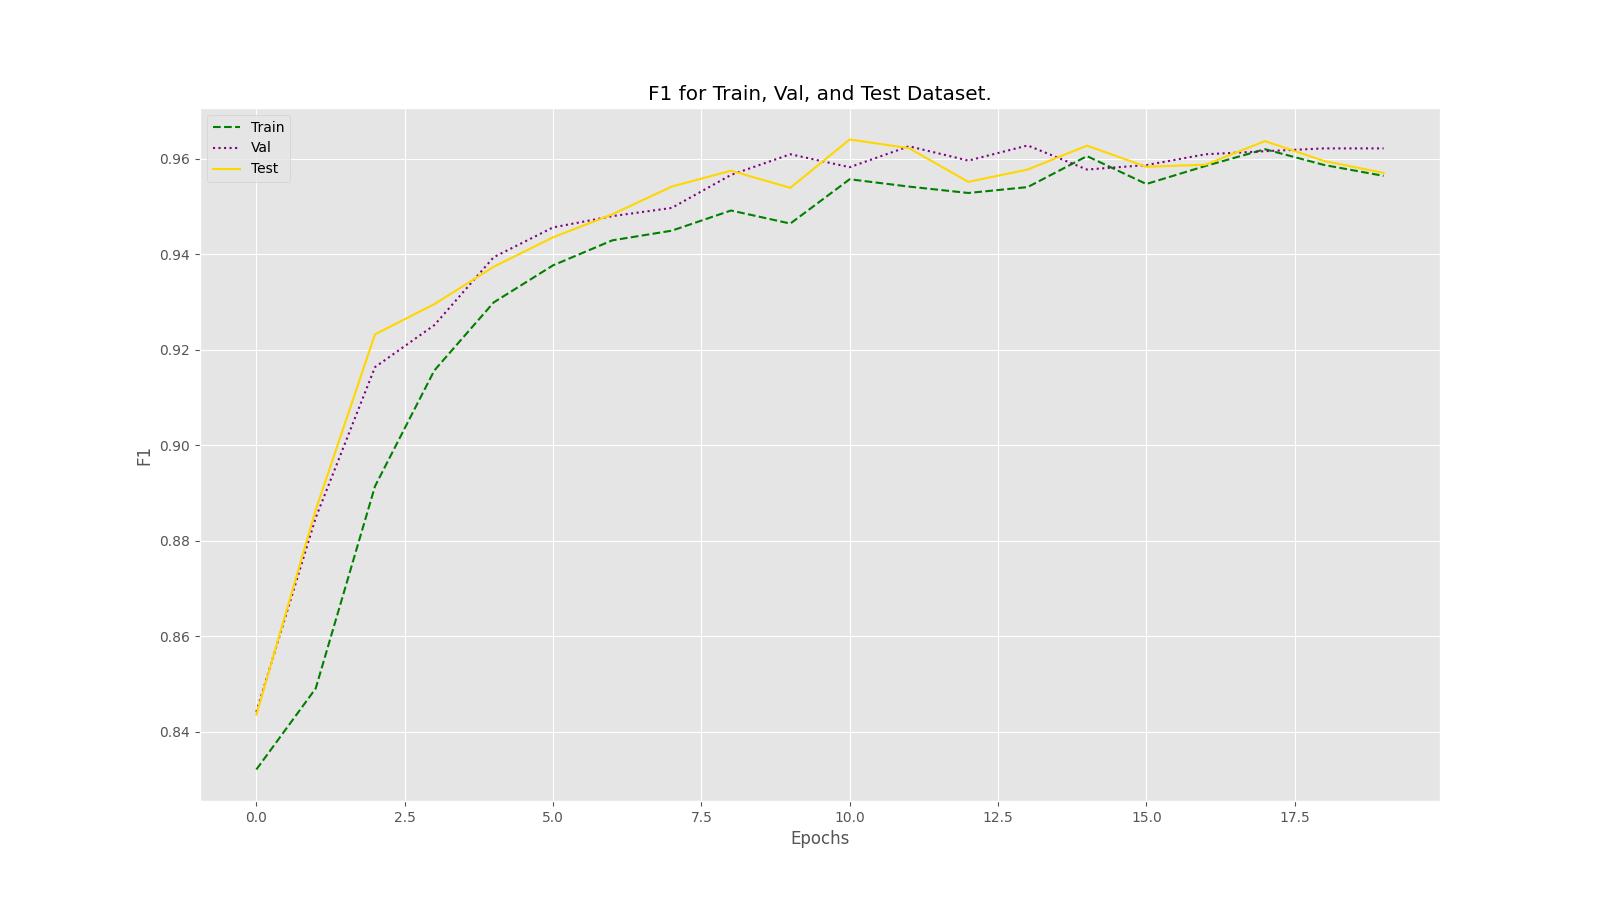 F1 for Train, Val, and Test Dataset.
Train
Val
Test
0.96
0.94
0.92
0.90
0.88
0.86
0.84
F1
0.0 2.5 5.0 7.5 10.0 12.5 15.0 17.5
Epochs